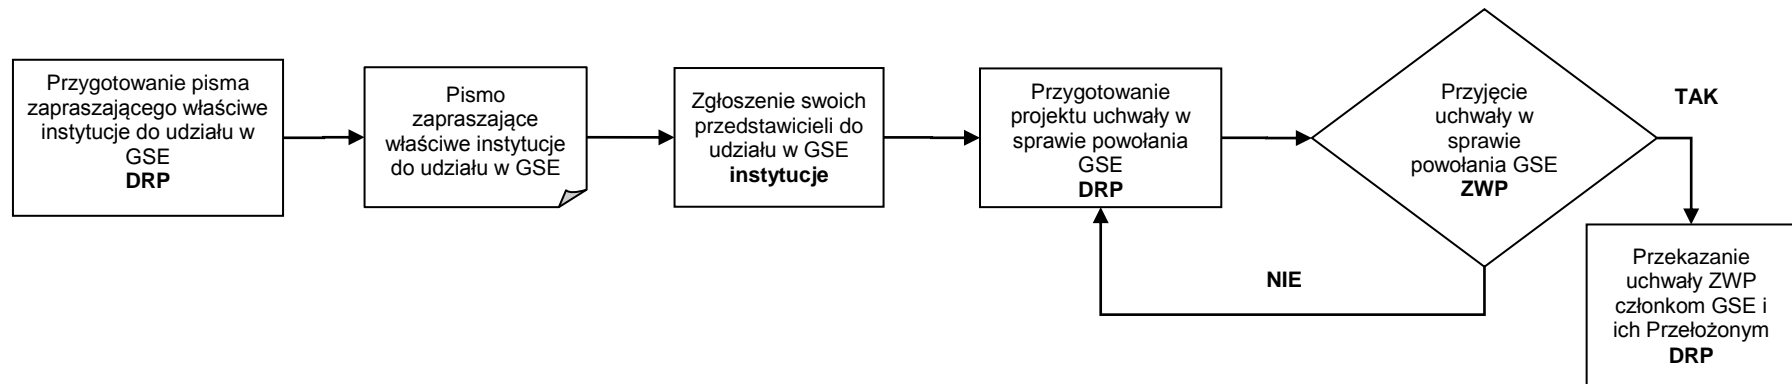 Przygotowanie pisma
zapraszającego właściwe
instytucje do udziału w
GSE
DRP
Pismo
zapraszające
właściwe instytucje
do udziału w GSE
Zgłoszenie swoich
przedstawicieli do
udziału w GSE
instytucje
Przygotowanie
projektu uchwały w
sprawie powołania
GSE
DRP
Przyjęcie
uchwały w
sprawie
powołania GSE
ZWP
TAK
NIE
Przekazanie
uchwały ZWP
członkom GSE i
ich Przełożonym
DRP